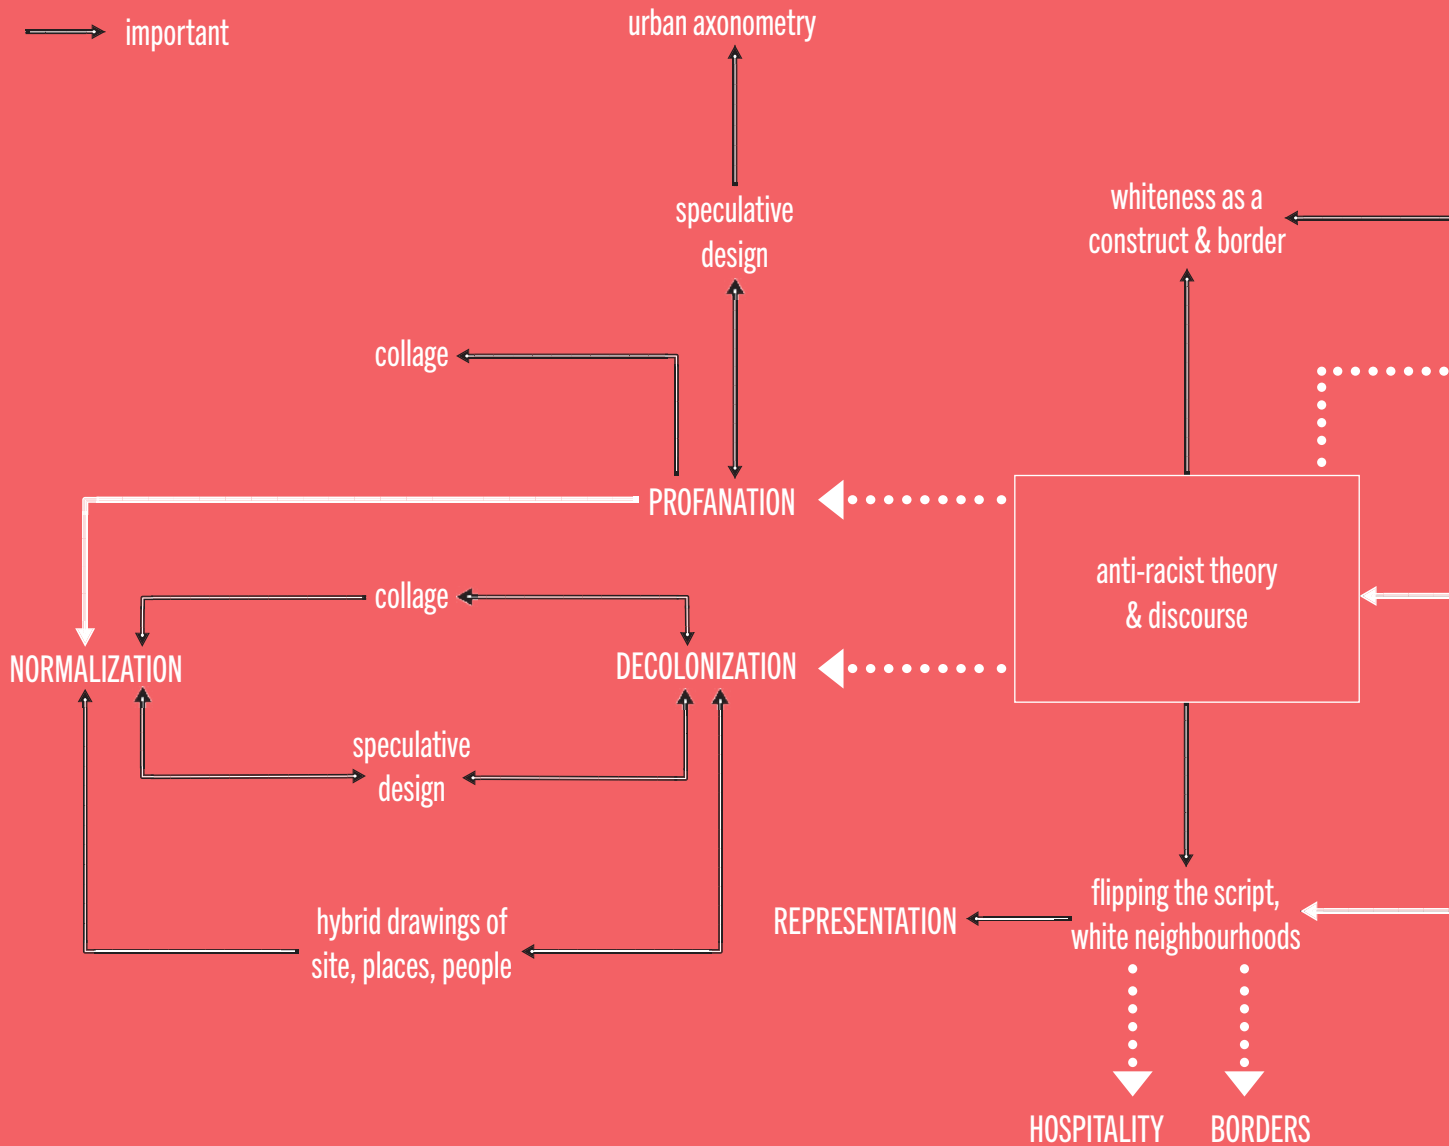 important
urban axonometry
speculative
design
whiteness as a
construct & border
collage
PROFANATION
anti-racist theory
& discourse
collage
NORMALIZATION
DECOLONIZATION
speculative
design
hybrid drawings of
site, places, people
REPRESENTATION
flipping the script,
white neighbourhoods
HOSPITALITY
BORDERS